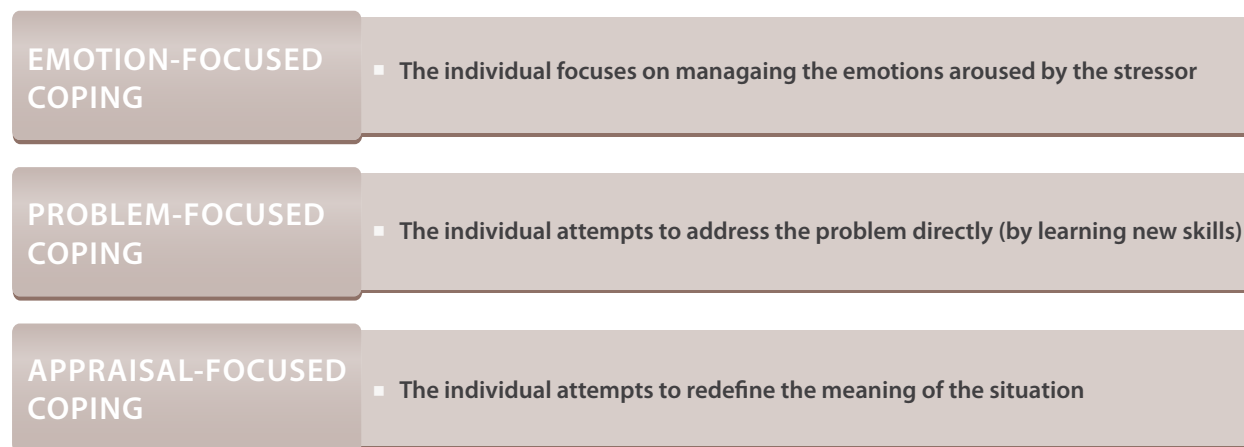 EMOTION-FOCUSED
COPING
▪ The individual focuses on managaing the emotions aroused by the stressor
PROBLEM-FOCUSED
COPING
▪ The individual attempts to address the problem directly (by learning new skills)
APPRAISAL-FOCUSED
COPING
▪ The individual attempts to redefine the meaning of the situation